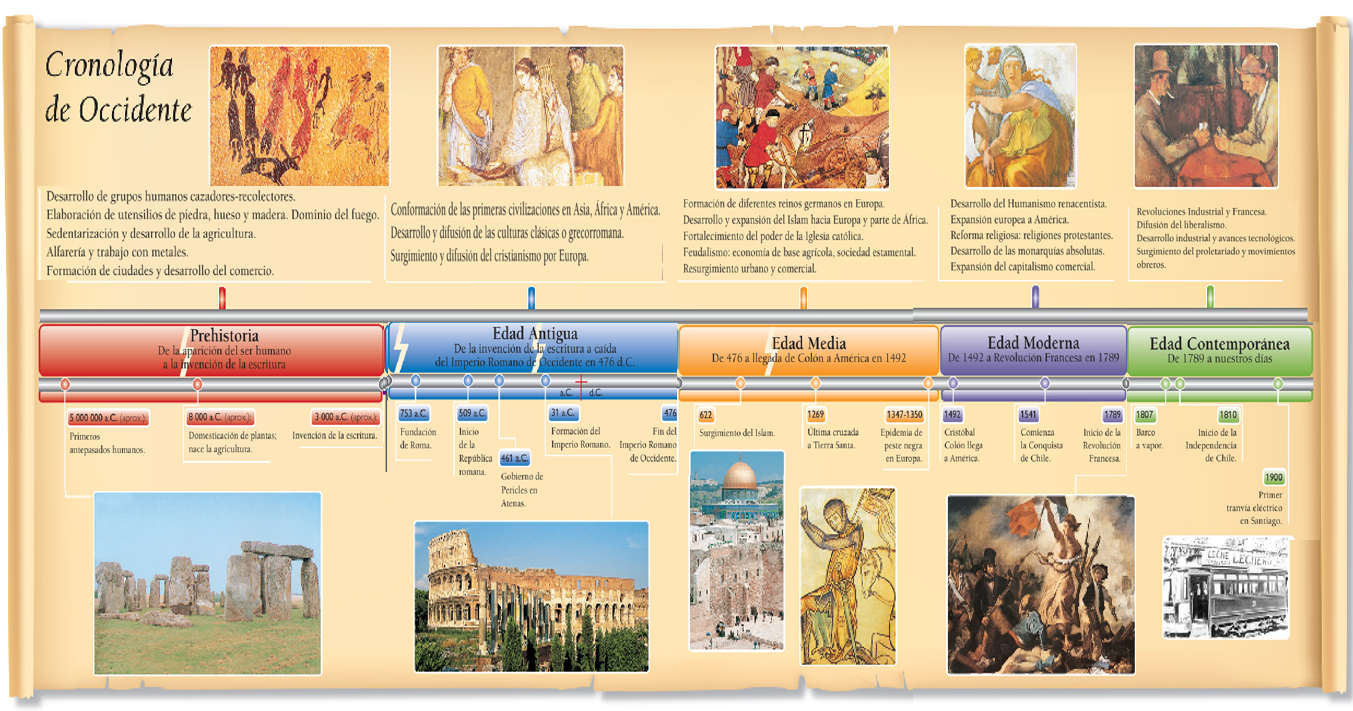 Cronología
de Occidente
Desarrollo de grupos humanos cazadores-recolectores.
Elaboración de utensilios de piedra, hueso y madera. Dominio del fuego.
Sedentarización y desarrollo de la agricultura.
Alfarería y trabajo con metales.
Formación de ciudades y desarrollo del comercio.
Conformación de las primeras civilizaciones en Asia, África y América.
Desarrollo y difusión de las culturas clásicas o grecorromana.
Surgimiento y difusión del cristianismo por Europa.
Formación de diferentes reinos germanos en Europa.
Desarrollo y expansión del Islam hacia Europa y parte de África.
Fortalecimiento del poder de la Iglesia católica.
Feudalismo: economía de base agrícola, sociedad estamental.
Resurgimiento urbano y comercial.
Desarrollo del Humanismo renacentista.
Expansión europea a América.
Reforma religiosa: religiones protestantes.
Desarrollo de las monarquías absolutas.
Expansión del capitalismo comercial.
Revoluciones Industrial y Francesa.
Difusión del liberalismo.
Desarrollo industrial y avances tecnológicos.
Surgimiento del proletariado y movimientos
obreros.
Prehistoria
De la aparición del ser humano
a la invención de la escritura
Edad Antigua
De la invención de la escritura a caída
del Imperio Romano de Occidente en 476 d.C.
Edad Media
De 476 a llegada de Colón a América en 1492
Edad Moderna
De 1492 a Revolución Francesa en 1789
Edad Contemporánea
De 1789 a nuestros días
a.C. d.C.
5 000 000 a.C. (aprox.)
Primeros
antepasados humanos.
8 000 a.C. (aprox.)
Domesticación de plantas;
nace la agricultura.
3 000 a.C. (aprox.)
Invención de la escritura.
753 a.C.
Fundación
de Roma.
509 a.C.
Inicio
de la
República
romana.
461 a.C.
Gobierno de
Pericles en
Atenas.
31 a.C.
Formación del
Imperio Romano.
476
Fin del
Imperio Romano
de Occidente.
622
Surgimiento del Islam.
1269
Última cruzada
a Tierra Santa.
1347-1350
Epidemia de
peste negra
en Europa.
1492
Cristóbal
Colón llega
a América.
1541
Comienza
la Conquista
de Chile.
1789
Inicio de la
Revolución
Francesa.
1807
Barco
a vapor.
1810
Inicio de la
Independencia
de Chile.
1900
Primer
tranvía eléctrico
en Santiago.